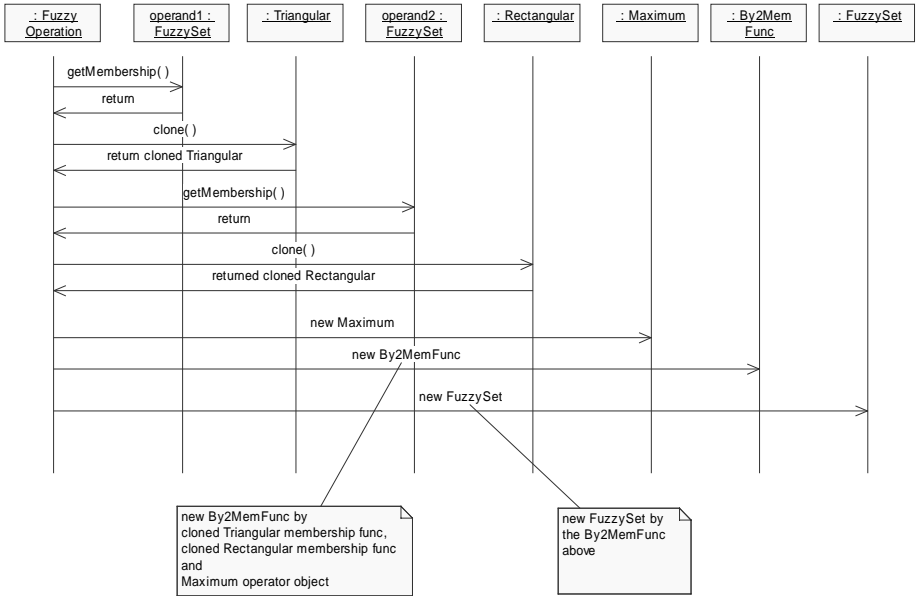 : Fuzzy
Operation
operand1 :
FuzzySet
: Triangular
operand2 :
FuzzySet
: Rectangular
: Maximum
: By2Mem
Func
: FuzzySet
getMembership( )
return
clone( )
return cloned Triangular
getMembership( )
return
clone( )
returned cloned Rectangular
new Maximum
new By2MemFunc
new FuzzySet
new By2MemFunc by
cloned Triangular membership func,
cloned Rectangular membership func
and
Maximum operator object
new FuzzySet by
the By2MemFunc
above